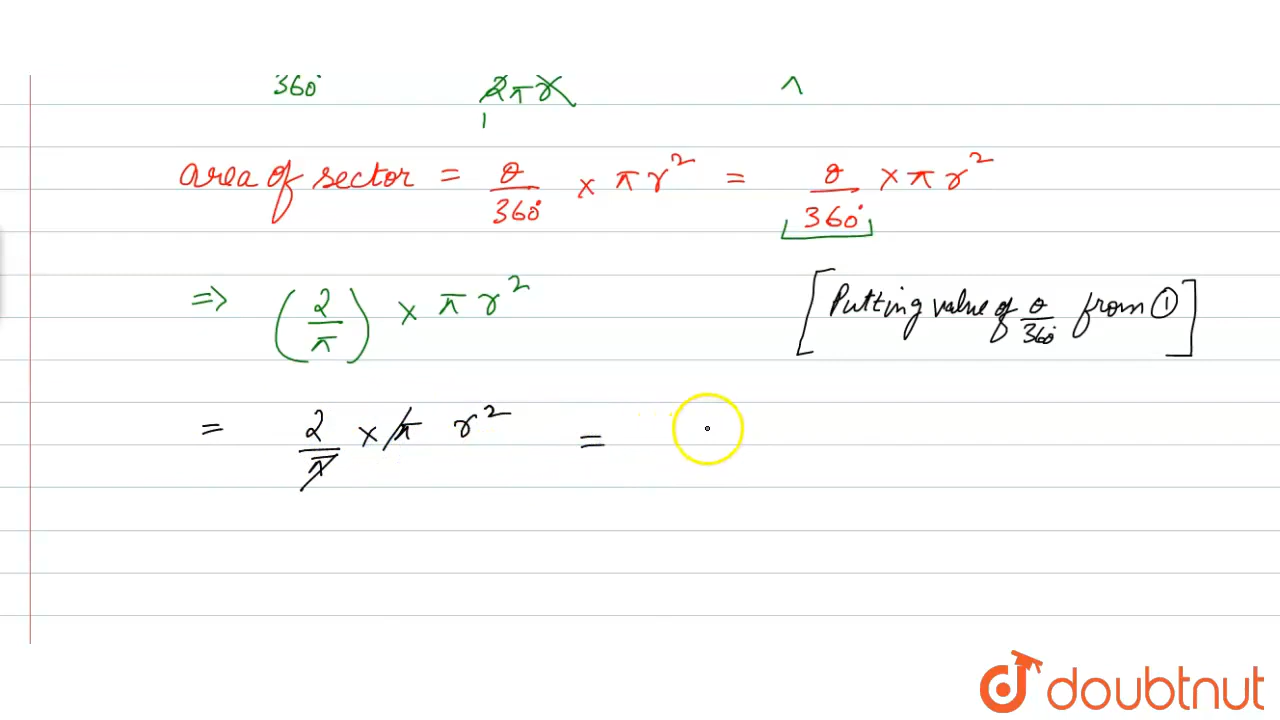 360° 2πr
1
area of sector = θ/360° × πr² = θ/360° × πr²
⇒ (2/π) × πr²
[Putting value of θ/360° from ①]
= 2/π × π r² =
doubtnut